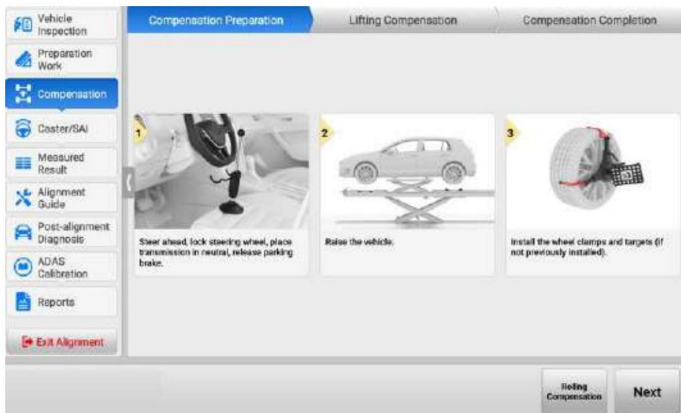 Vehicle
Inspection
Preparation
Work
Compensation
Caster/SAI
Measured
Result
Alignment
Guide
Post-alignment
Diagnosis
ADAS
Calibration
Reports
Exit Alignment
Compensation Preparation
Lifting Compensation
Compensation Completion
1
2
3
Steer ahead, lock steering wheel, place
transmission in neutral, release parking
brake.
Raise the vehicle.
Install the wheel clamps and targets (if
not previously installed).
Rolling
Compensation
Next